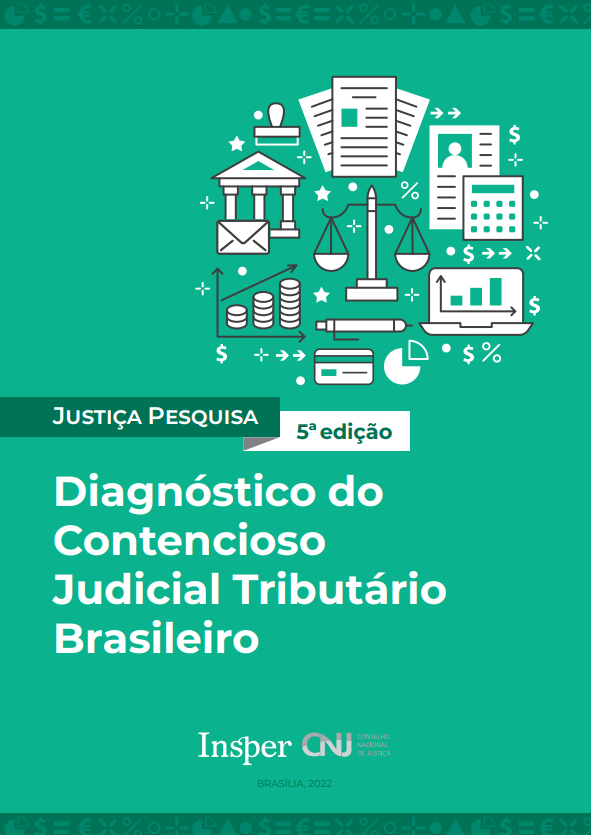 JUSTIÇA PESQUISA
5ª edição
Diagnóstico do
Contencioso
Judicial Tributário
Brasileiro
Insper CNJ CONSELHO
NACIONAL
DE JUSTIÇA
BRASÍLIA, 2022